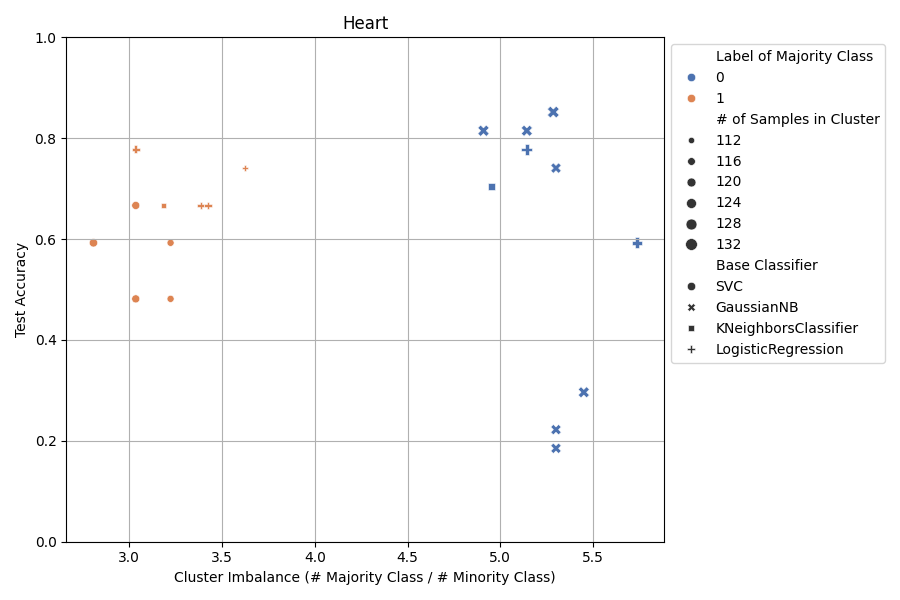 Heart
Test Accuracy
1.0
0.8
0.6
0.4
0.2
0.0
3.0 3.5 4.0 4.5 5.0 5.5
Cluster Imbalance (# Majority Class / # Minority Class)
Label of Majority Class
0
1
# of Samples in Cluster
112
116
120
124
128
132
Base Classifier
SVC
GaussianNB
KNeighborsClassifier
LogisticRegression